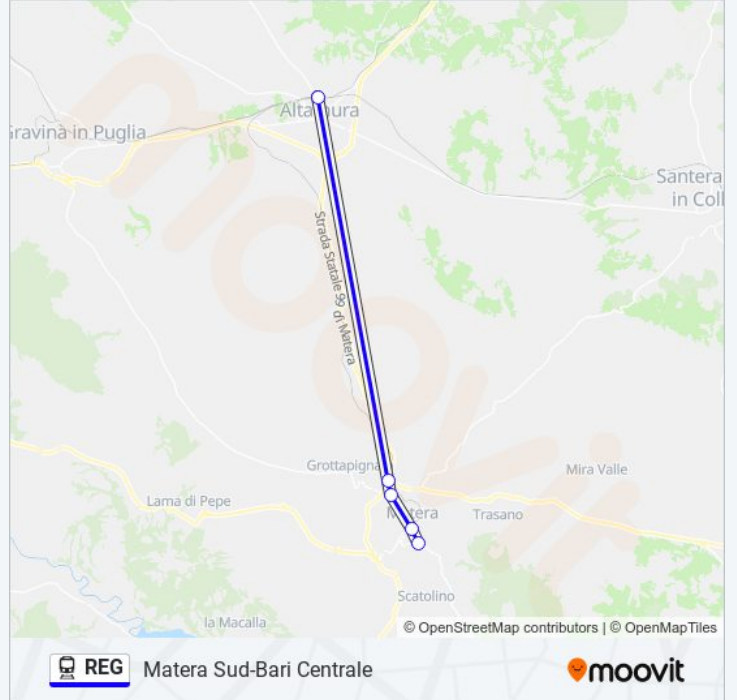 Altamura
Gravina in Puglia
Santera
in Coll
Strada Statale 99 di Matera
Grottapigna
Mira Valle
Lama di Pepe
Matera
Trasano
Scatolino
la Macalla
© OpenStreetMap contributors | © OpenMapTiles
REG Matera Sud-Bari Centrale
moovit
moovit